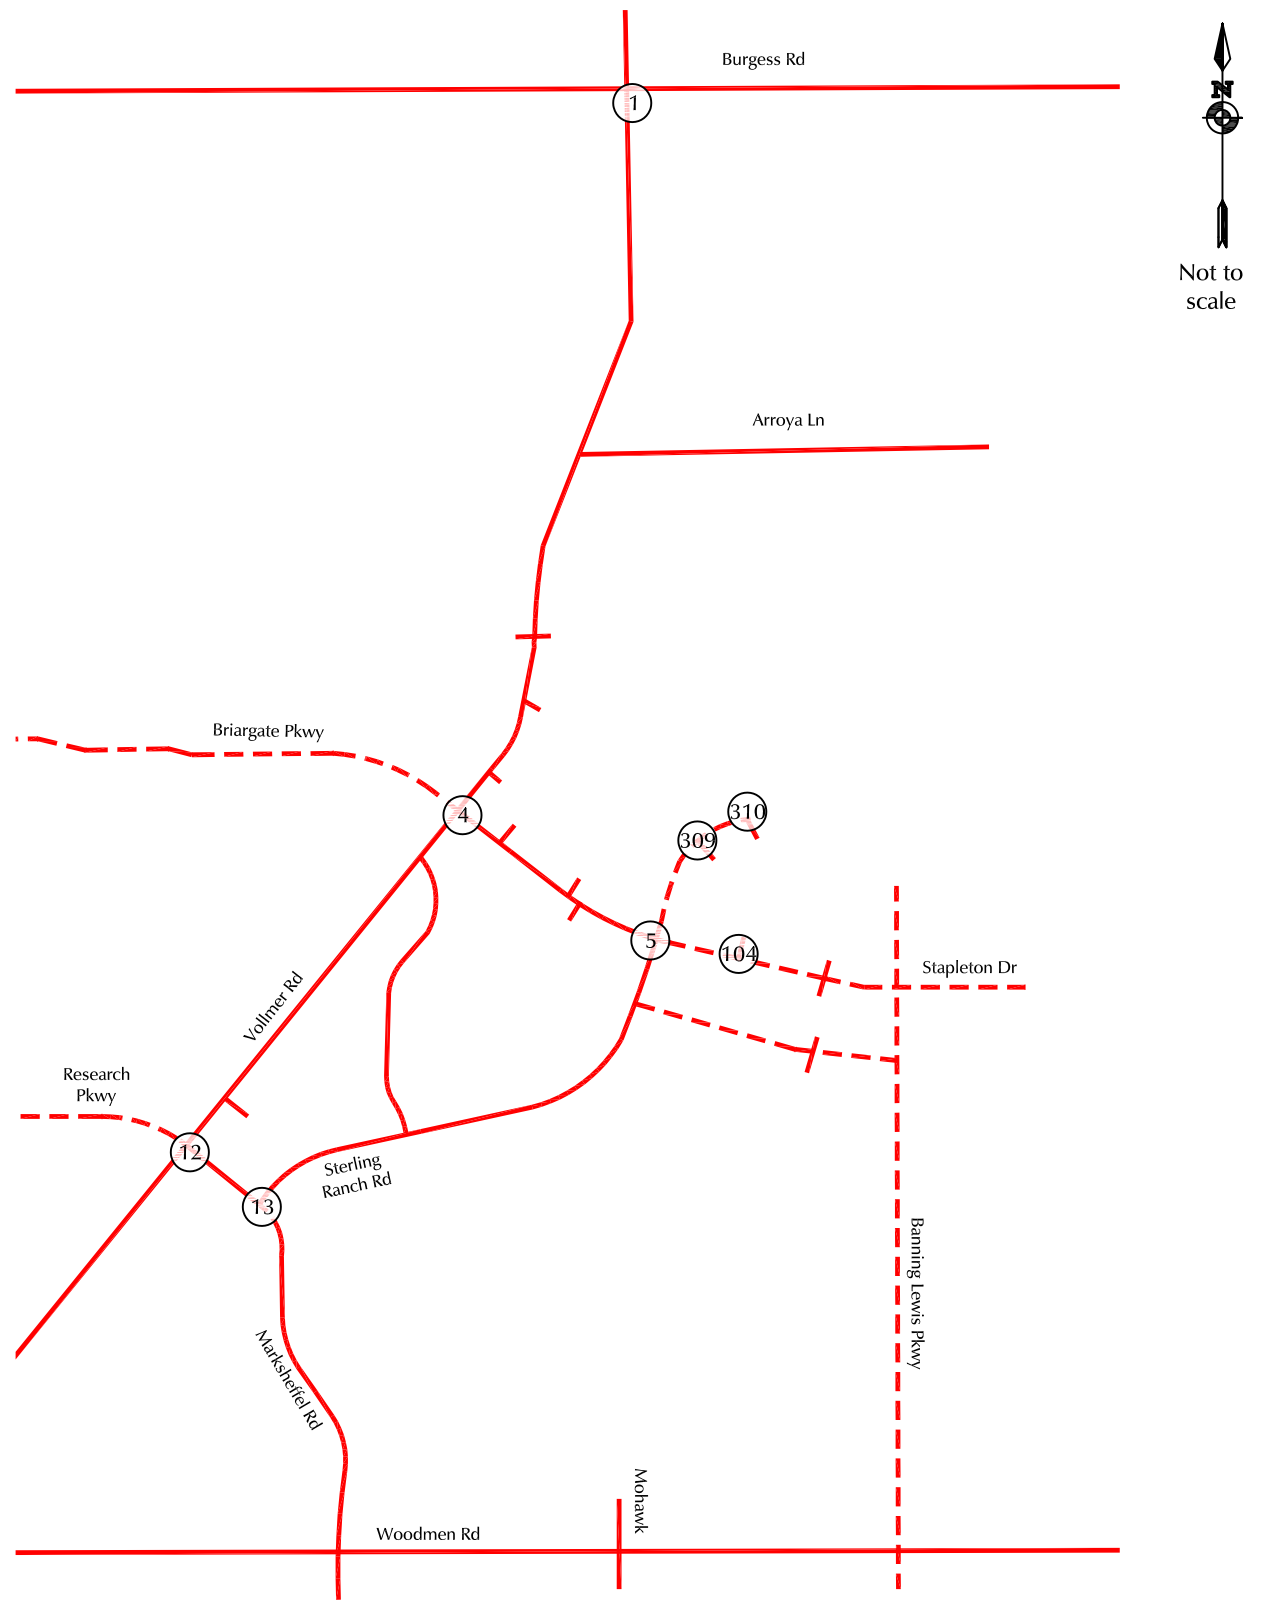 Burgess Rd
N
1
Not to
scale
Arroya Ln
Briargate Pkwy
310
4
309
5
104
Stapleton Dr
Vollmer Rd
Research
Pkwy
12
Sterling
Ranch Rd
13
Banning Lewis Pkwy
Marksheffel Rd
Mohawk
Woodmen Rd